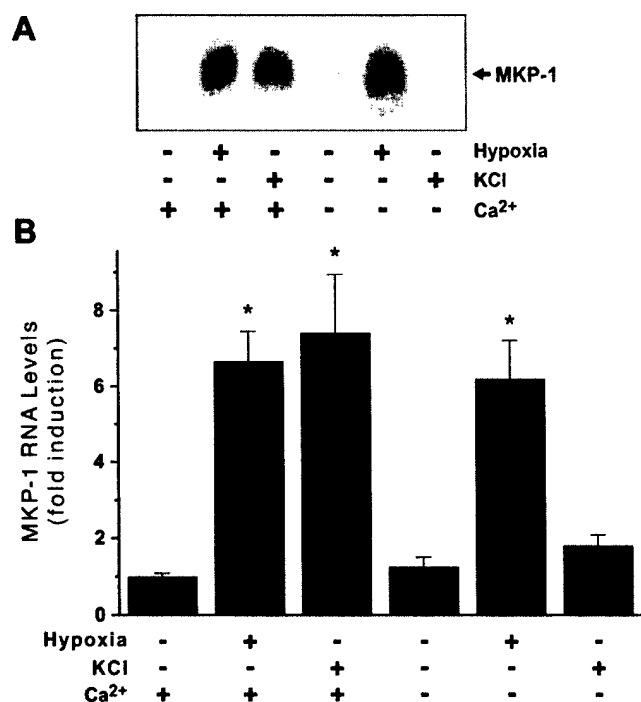 A
← MKP-1
- + - - + - Hypoxia
- - + - - + KCl
+ + + - - - Ca2+
B
MKP-1 RNA Levels
(fold induction)
8
6
4
2
0
* * *
Hypoxia - + - - + -
KCl - - + - - +
Ca2+ + + + - - -